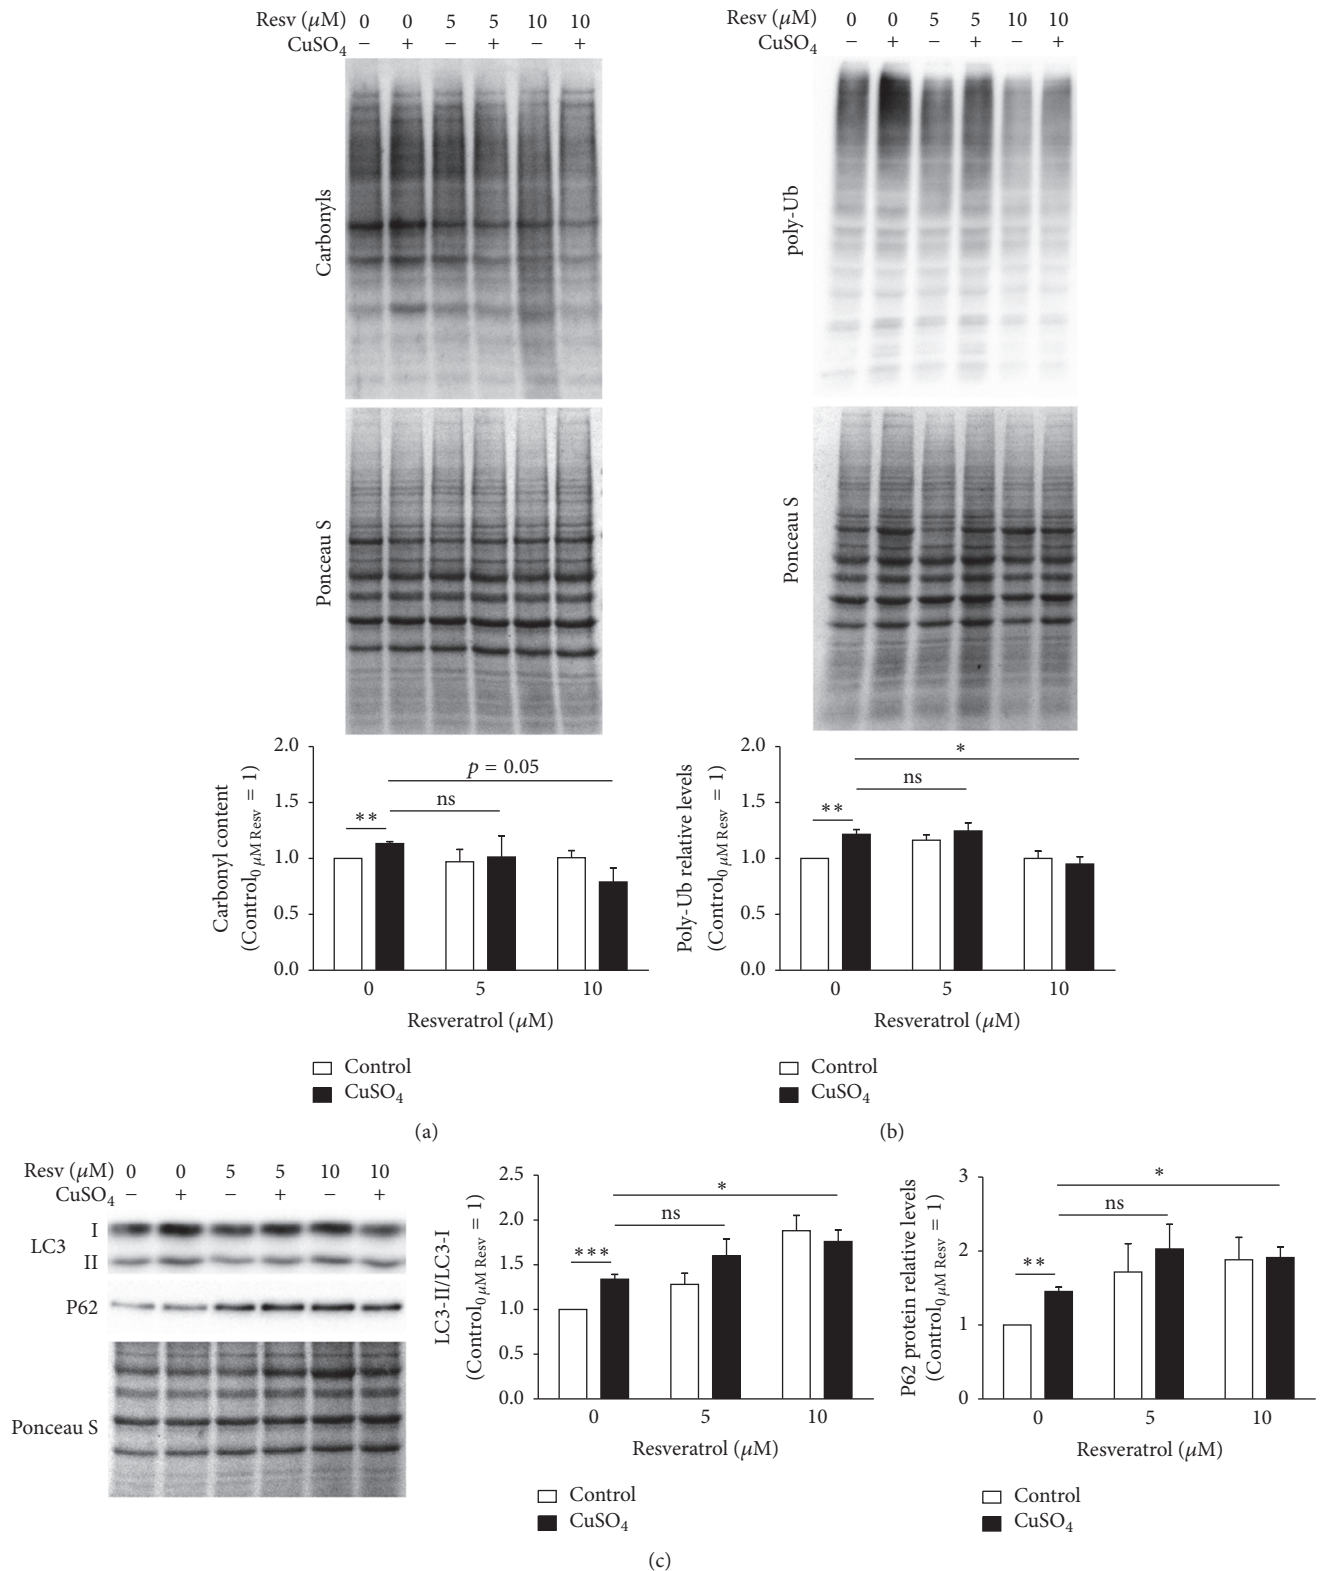 Resv (μM) 0 0 5 5 10 10
CuSO4 − + − + − +
Carbonyls
Ponceau S
2.0
1.5
1.0
0.5
0.0
Carbonyl content
(Control0 μM Resv = 1)
p = 0.05
ns
**
0 5 10
Resveratrol (μM)
Control
CuSO4
(a)
Resv (μM) 0 0 5 5 10 10
CuSO4 − + − + − +
poly-Ub
Ponceau S
2.0
1.5
1.0
0.5
0.0
Poly-Ub relative levels
(Control0 μM Resv = 1)
*
ns
**
0 5 10
Resveratrol (μM)
Control
CuSO4
(b)
Resv (μM) 0 0 5 5 10 10
CuSO4 − + − + − +
LC3
I
II
P62
Ponceau S
2.5
2.0
1.5
1.0
0.5
0.0
LC3-II/LC3-I
(Control0 μM Resv = 1)
*
ns
***
0 5 10
Resveratrol (μM)
Control
CuSO4
3
2
1
0
P62 protein relative levels
(Control0 μM Resv = 1)
*
ns
**
0 5 10
Resveratrol (μM)
Control
CuSO4
(c)